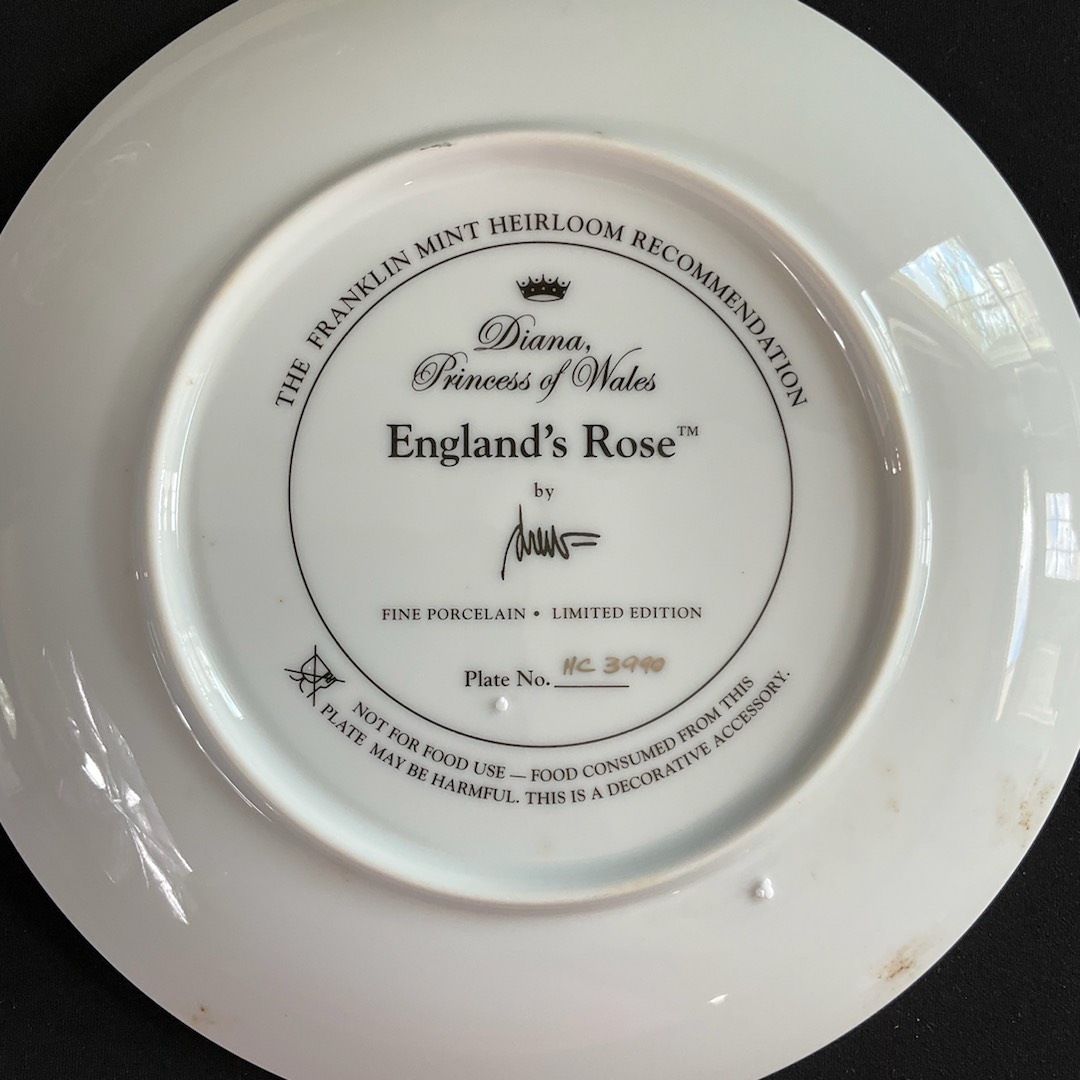 THE FRANKLIN MINT HEIRLOOM RECOMMENDATION
Diana,
Princess of Wales
England's Rose™
by
FINE PORCELAIN • LIMITED EDITION
Plate No. HC 3990
NOT FOR FOOD USE — FOOD CONSUMED FROM THIS
PLATE MAY BE HARMFUL. THIS IS A DECORATIVE ACCESSORY.